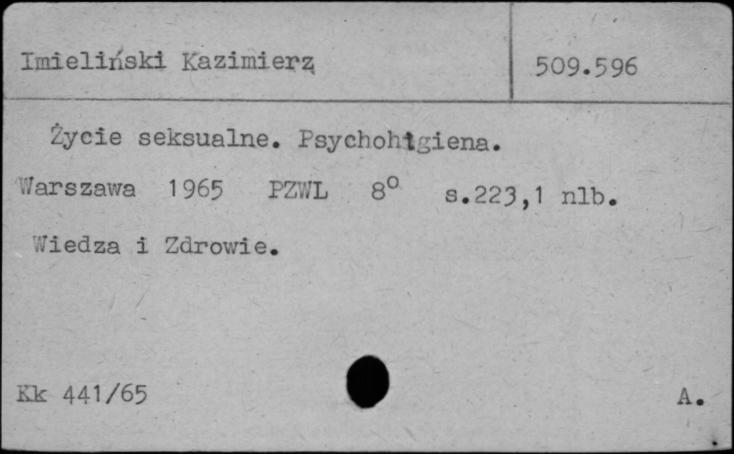 Imieliński Kazimierz
509.596
Życie seksualne. Psychohigiena.
Warszawa 1965 PZWL 8° s.223,1 nlb.
Wiedza i Zdrowie.
Kk 441/65
A.